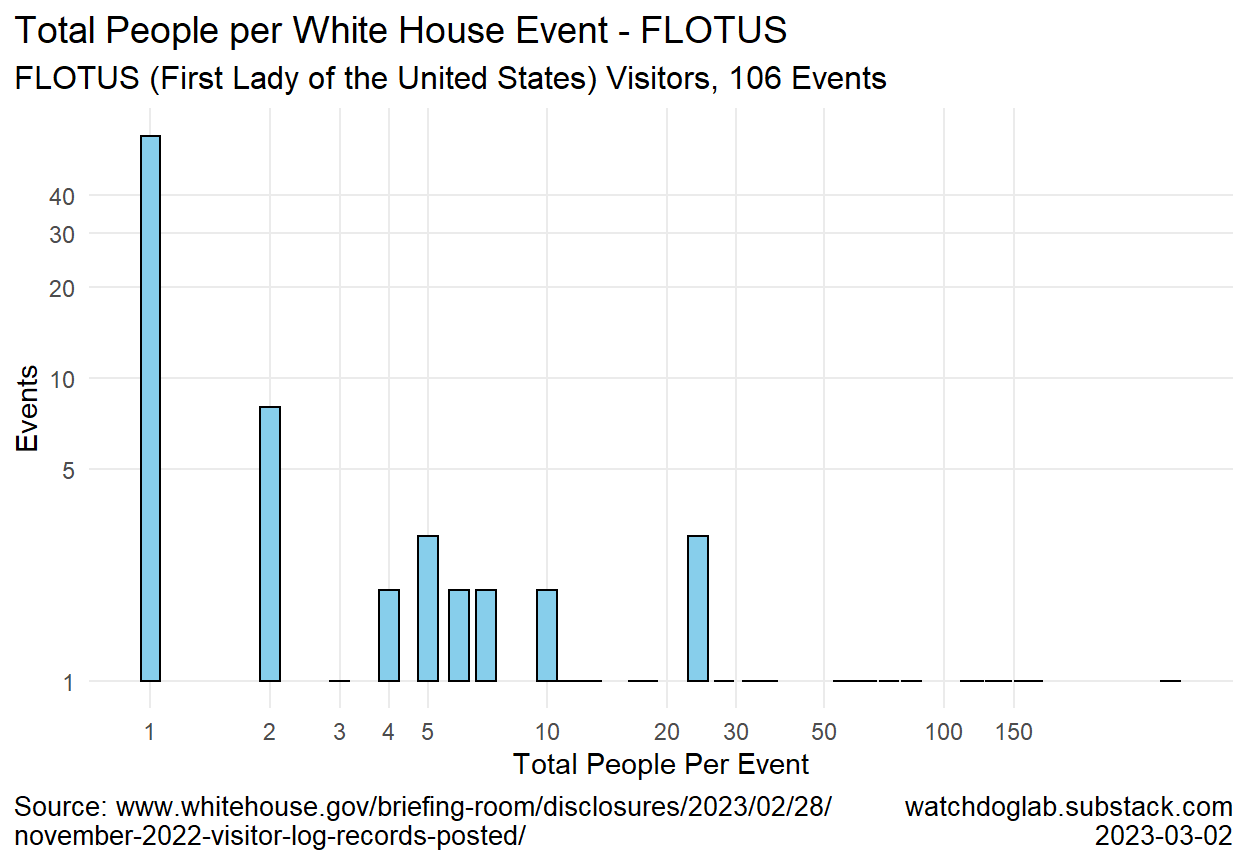 Total People per White House Event - FLOTUS
FLOTUS (First Lady of the United States) Visitors, 106 Events
40
30
20
10
5
1
Events
1 2 3 4 5 10 20 30 50 100 150
Total People Per Event
Source: www.whitehouse.gov/briefing-room/disclosures/2023/02/28/
november-2022-visitor-log-records-posted/
watchdoglab.substack.com
2023-03-02